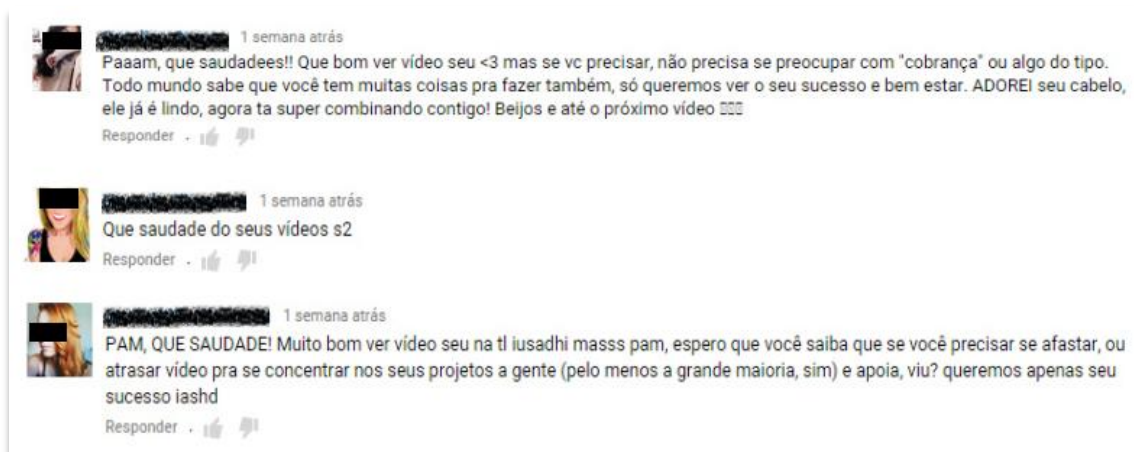 1 semana atrás
Paaam, que saudadees!! Que bom ver vídeo seu <3 mas se vc precisar, não precisa se preocupar com "cobrança" ou algo do tipo.
Todo mundo sabe que você tem muitas coisas pra fazer também, só queremos ver o seu sucesso e bem estar. ADOREI seu cabelo,
ele já é lindo, agora ta super combinando contigo! Beijos e até o próximo vídeo
Responder .
1 semana atrás
Que saudade do seus vídeos s2
Responder .
1 semana atrás
PAM, QUE SAUDADE! Muito bom ver vídeo seu na tl iusadhi masss pam, espero que você saiba que se você precisar se afastar, ou
atrasar vídeo pra se concentrar nos seus projetos a gente (pelo menos a grande maioria, sim) e apoia, viu? queremos apenas seu
sucesso iashd
Responder .